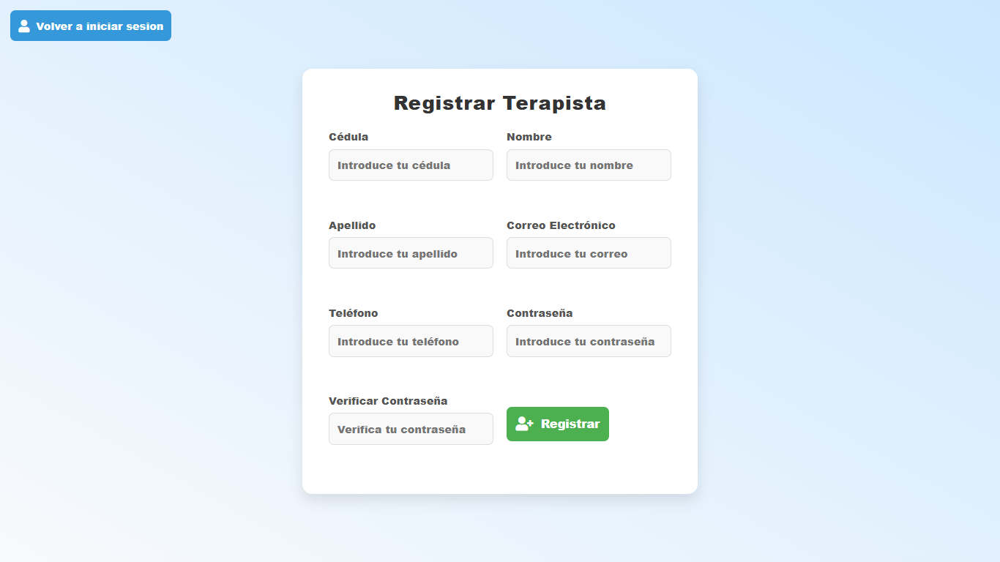 Volver a iniciar sesion
Registrar Terapista
Cédula
Nombre
Introduce tu cédula
Introduce tu nombre
Apellido
Correo Electrónico
Introduce tu apellido
Introduce tu correo
Teléfono
Contraseña
Introduce tu teléfono
Introduce tu contraseña
Verificar Contraseña
Verifica tu contraseña
Registrar